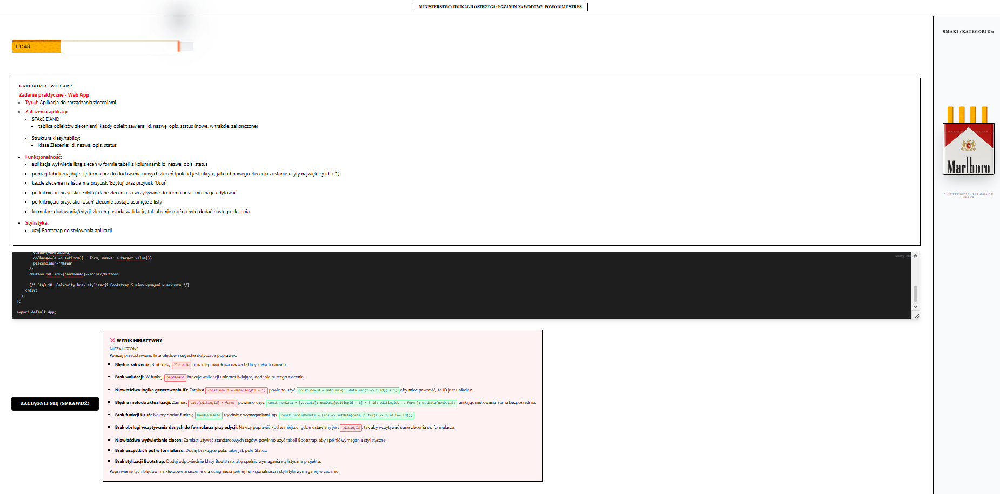 MINISTERSTWO EDUKACJI OSTRZEGA: EGZAMIN ZAWODOWY POWODUJE STRES.
SMAKI (KATEGORIE):
13:48
KATEGORIA: WEB APP
Zadanie praktyczne - Web App
Tytuł: Aplikacja do zarządzania zleceniami
Założenia aplikacji:
STAŁE DANE:
tablica obiektów zleceniami, każdy obiekt zawiera: id, nazwę, opis, status (nowe, w trakcie, zakończone)
Struktura klasy/tablicy:
klasa Zlecenie: id, nazwa, opis, status
Funkcjonalność:
aplikacja wyświetla listę zleceń w formie tabeli z kolumnami: id, nazwa, opis, status
poniżej tabeli znajduje się formularz do dodawania nowych zleceń (pole id jest ukryte, jako id nowego zlecenia zostanie użyty największy id + 1)
każde zlecenie na liście ma przycisk 'Edytuj' oraz przycisk 'Usuń'
po kliknięciu przycisku 'Edytuj' dane zlecenia są wczytywane do formularza i można je edytować
po kliknięciu przycisku 'Usuń' zlecenie zostaje usunięte z listy
formularz dodawania/edycji zleceń posiada walidację, tak aby nie można było dodać pustego zlecenia
Stylistyka:
użyj Bootstrap do stylowania aplikacji
Marlboro
* CHWYĆ SMAK, ABY ZACZĄĆ
SEANS
value={form.nazwa}
onChange={e => setForm({...form, nazwa: e.target.value})}
placeholder="Nazwa"
/>
<button onClick={handleAdd}>Zapisz</button>
{/* BŁĄD 10: Całkowity brak stylizacji Bootstrap 5 mimo wymagań w arkuszu */}
</div>
);
};
export default App;
ZACIĄGNIJ SIĘ (SPRAWDŹ)
❌ WYNIK NEGATYWNY
NIEZALICZONE.
Poniżej przedstawiono listę błędów i sugestie dotyczące poprawek.
Błędne założenia: Brak klasy Zlecenie oraz nieprawidłowa nazwa tablicy stałych danych.
Brak walidacji: W funkcji handleAdd brakuje walidacji uniemożliwiającej dodanie pustego zlecenia.
Niewłaściwa logika generowania ID: Zamiast const newId = data.length + 1; powinno użyć const newId = Math.max(...data.map(z => z.id)) + 1; aby mieć pewność, że ID jest unikalne.
Błędna metoda aktualizacji: Zamiast data[editingId] = form; powinno użyć const newData = [...data]; newData[editingId - 1] = { id: editingId, ...form }; setData(newData); unikając mutowania stanu bezpośrednio.
Brak funkcji Usuń: Należy dodać funkcję handleDelete zgodnie z wymaganiami, np. const handleDelete = (id) => setData(data.filter(z => z.id !== id));
Brak obsługi wczytywania danych do formularza przy edycji: Należy poprawić kod w miejscu, gdzie ustawiany jest editingId, tak aby wczytywać dane zlecenia do formularza.
Niewłaściwe wyświetlanie zleceń: Zamiast używać standardowych tagów, powinno użyć tabeli Bootstrap, aby spełnić wymagania stylistyczne.
Brak wszystkich pól w formularzu: Dodaj brakujące pola, takie jak pole Status.
Brak stylizacji Bootstrap: Dodaj odpowiednie klasy Bootstrap, aby spełnić wymagania stylistyczne projektu.
Poprawienie tych błędów ma kluczowe znaczenie dla osiągnięcia pełnej funkcjonalności i stylistyki wymaganej w zadaniu.